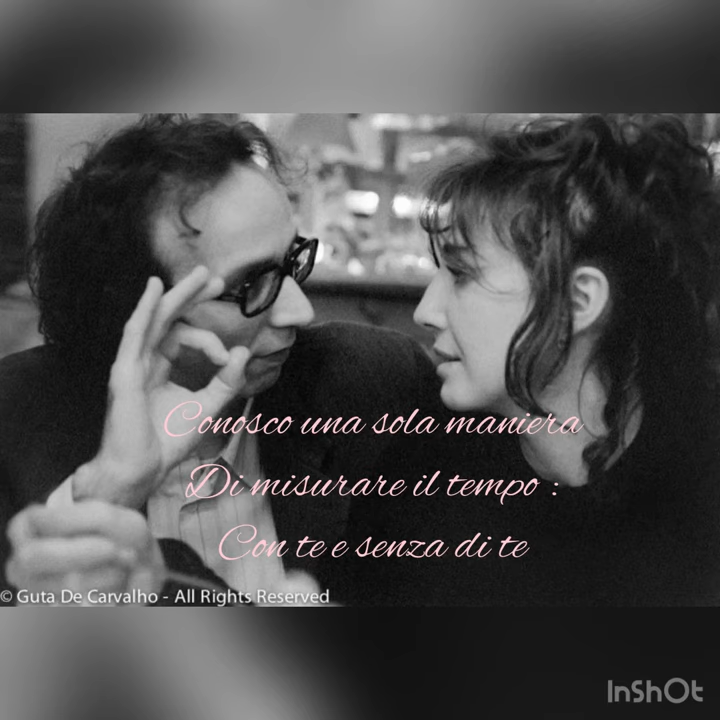 Conosco una sola maniera
Di misurare il tempo :
Con te e senza di te
© Guta De Carvalho - All Rights Reserved
InShOt